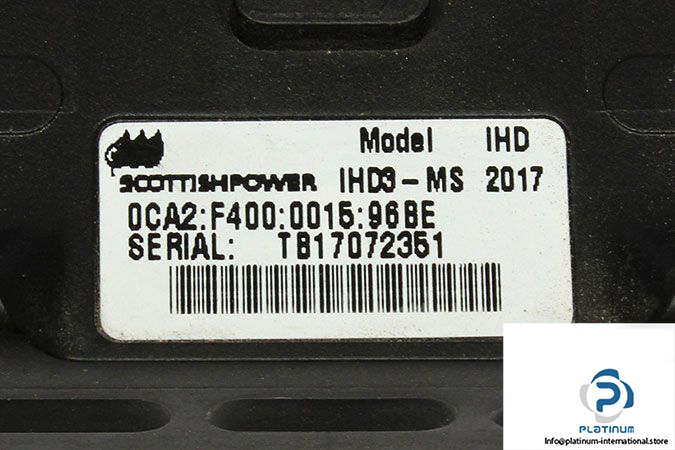 Model IHD
SCOTTISHPOWER IHD3-MS 2017
0CA2:F400:0015:96BE
SERIAL: TB17072351
PLATINUM
Info@platinum-international.store